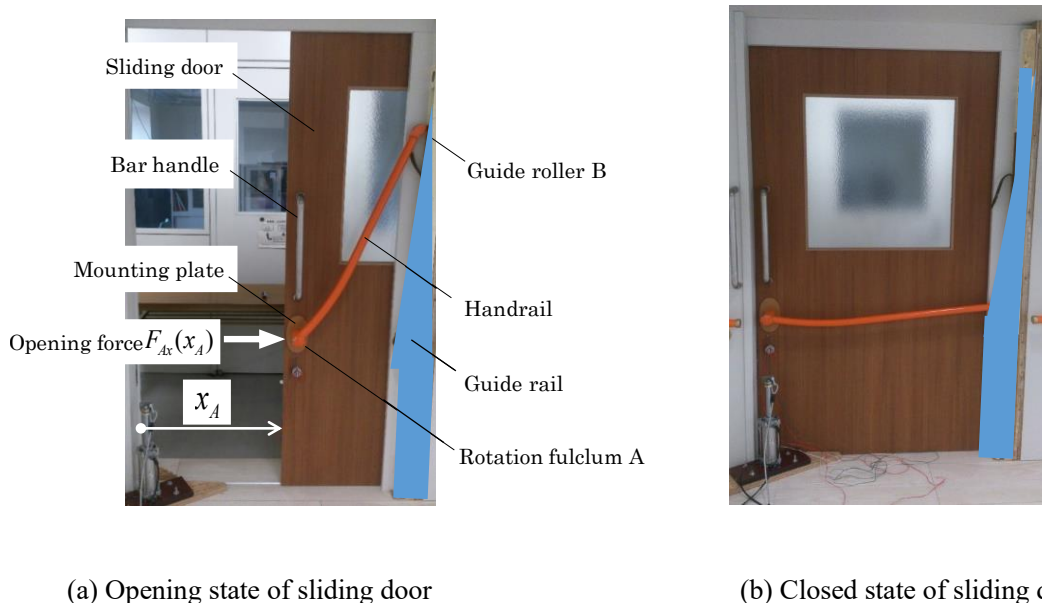 Sliding door
Bar handle
Guide roller B
Mounting plate
Handrail
Opening force F_{Ax}(x_A)
Guide rail
x_A
Rotation fulclum A
(a) Opening state of sliding door
(b) Closed state of sliding